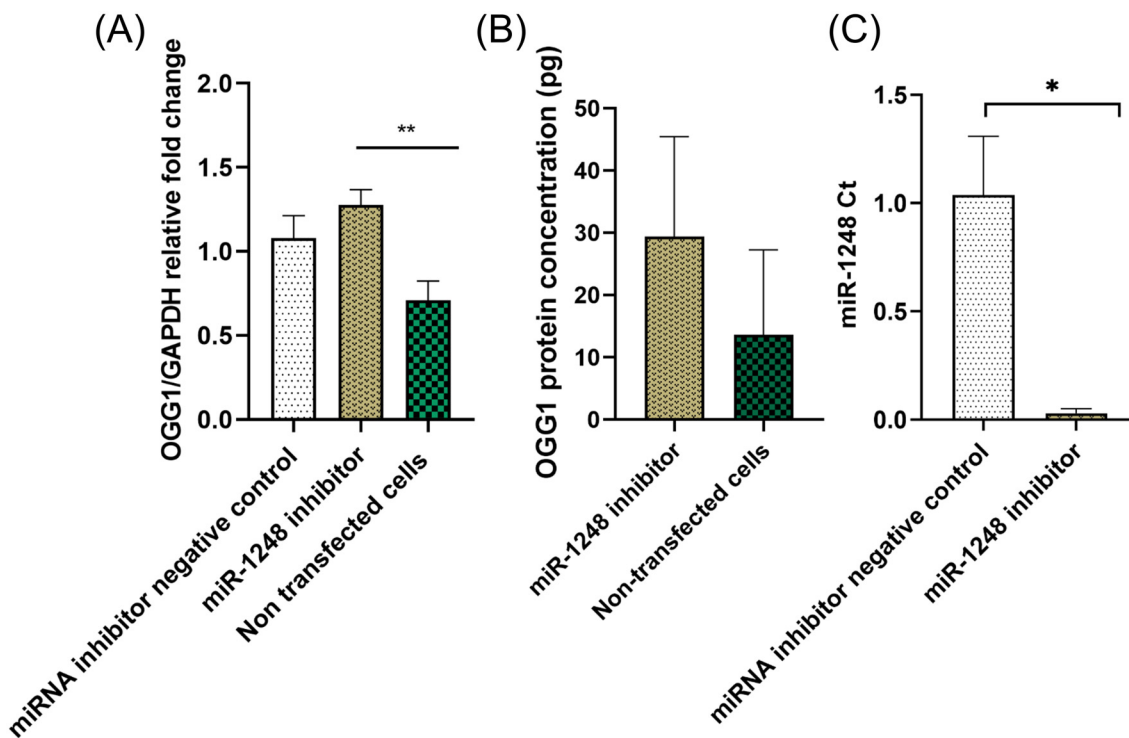 (A)
OGG1/GAPDH relative fold change
2.0
1.5
1.0
0.5
0.0
**
miRNA inhibitor negative control
miR-1248 inhibitor
Non transfected cells
(B)
OGG1 protein concentration (pg)
50
40
30
20
10
0
miR-1248 inhibitor
Non-transfected cells
(C)
miR-1248 Ct
1.5
1.0
0.5
0.0
*
miRNA inhibitor negative control
miR-1248 inhibitor